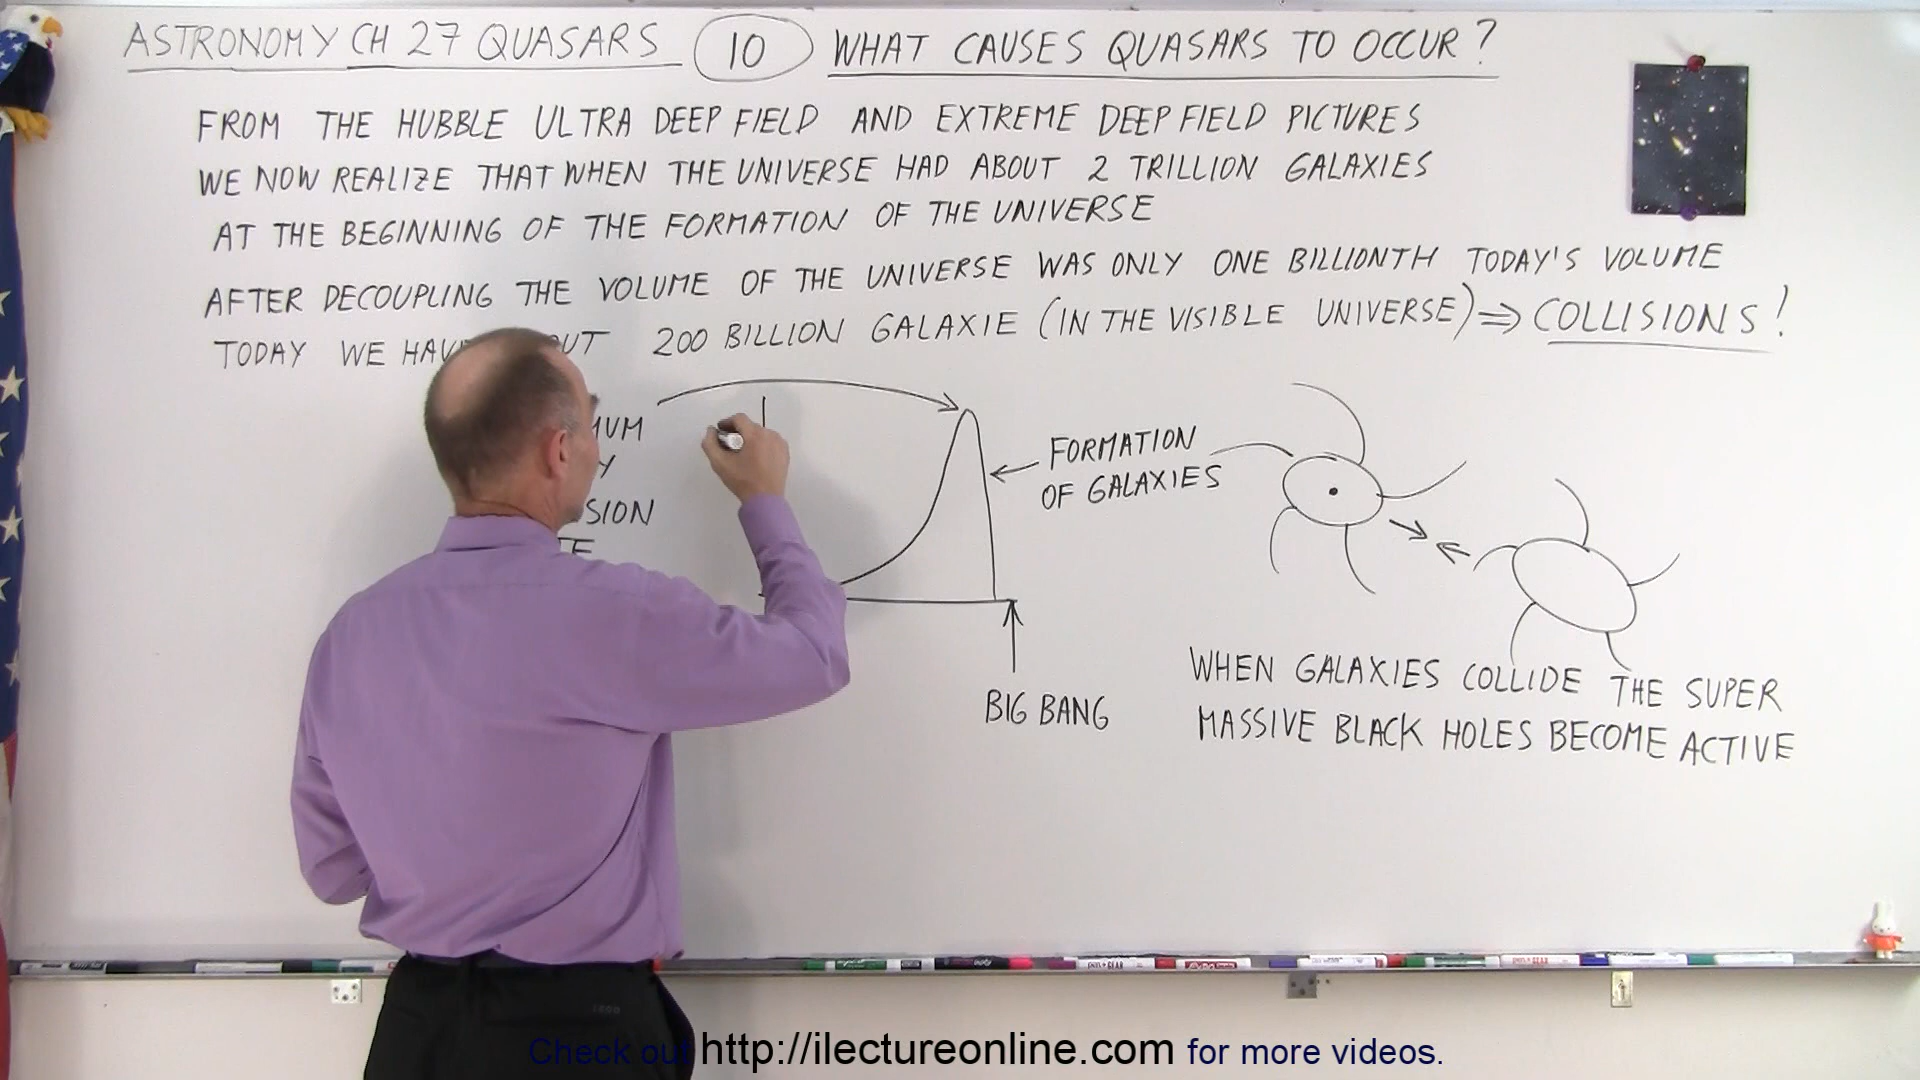 ASTRONOMY CH 27 QUASARS 10 WHAT CAUSES QUASARS TO OCCUR?
FROM THE HUBBLE ULTRA DEEP FIELD AND EXTREME DEEP FIELD PICTURES
WE NOW REALIZE THAT WHEN THE UNIVERSE HAD ABOUT 2 TRILLION GALAXIES
AT THE BEGINNING OF THE FORMATION OF THE UNIVERSE
AFTER DECOUPLING THE VOLUME OF THE UNIVERSE WAS ONLY ONE BILLIONTH TODAY'S VOLUME
TODAY WE 200 BILLION GALAXIE (IN THE VISIBLE UNIVERSE) ⇒ COLLISIONS!
FORMATION
OF GALAXIES
BIG BANG
WHEN GALAXIES COLLIDE THE SUPER
MASSIVE BLACK HOLES BECOME ACTIVE
Check out http://ilectureonline.com for more videos.